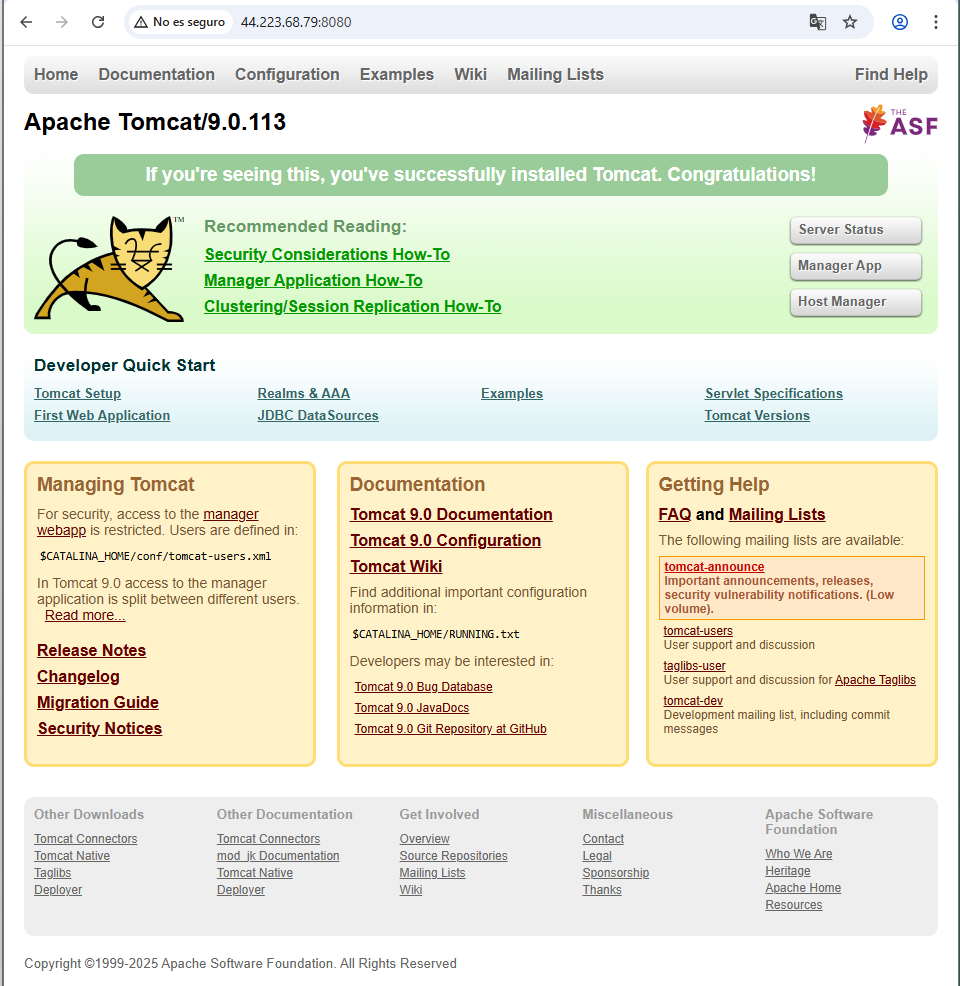 No es seguro 44.223.68.79:8080
Home Documentation Configuration Examples Wiki Mailing Lists Find Help
Apache Tomcat/9.0.113
THE
ASF
If you're seeing this, you've successfully installed Tomcat. Congratulations!
TM
Recommended Reading:
Security Considerations How-To
Manager Application How-To
Clustering/Session Replication How-To
Server Status
Manager App
Host Manager
Developer Quick Start
Tomcat Setup
First Web Application
Realms & AAA
JDBC DataSources
Examples
Servlet Specifications
Tomcat Versions
Managing Tomcat
For security, access to the manager
webapp is restricted. Users are defined in:
$CATALINA_HOME/conf/tomcat-users.xml
In Tomcat 9.0 access to the manager
application is split between different users.
Read more...
Release Notes
Changelog
Migration Guide
Security Notices
Documentation
Tomcat 9.0 Documentation
Tomcat 9.0 Configuration
Tomcat Wiki
Find additional important configuration
information in:
$CATALINA_HOME/RUNNING.txt
Developers may be interested in:
Tomcat 9.0 Bug Database
Tomcat 9.0 JavaDocs
Tomcat 9.0 Git Repository at GitHub
Getting Help
FAQ and Mailing Lists
The following mailing lists are available:
tomcat-announce
Important announcements, releases,
security vulnerability notifications. (Low
volume).
tomcat-users
User support and discussion
taglibs-user
User support and discussion for Apache Taglibs
tomcat-dev
Development mailing list, including commit
messages
Other Downloads
Tomcat Connectors
Tomcat Native
Taglibs
Deployer
Other Documentation
Tomcat Connectors
mod_jk Documentation
Tomcat Native
Deployer
Get Involved
Overview
Source Repositories
Mailing Lists
Wiki
Miscellaneous
Contact
Legal
Sponsorship
Thanks
Apache Software
Foundation
Who We Are
Heritage
Apache Home
Resources
Copyright ©1999-2025 Apache Software Foundation. All Rights Reserved